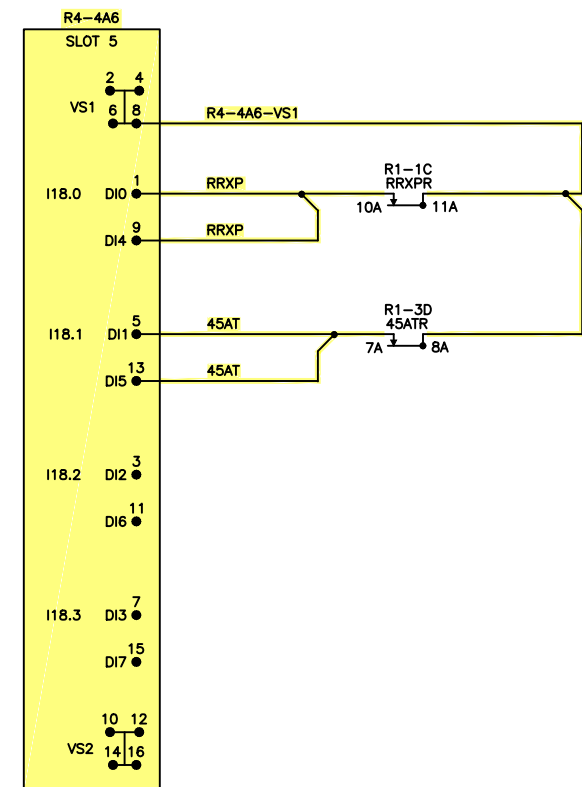 R4-4A6
SLOT 5
2 4
VS1 6 8 R4-4A6-VS1
1 RRXP R1-1C
I18.0 DI0 RRXPR
10A 11A
9 RRXP
DI4
5 45AT R1-3D
I18.1 DI1 45ATR
7A 8A
13 45AT
DI5
3
I18.2 DI2
11
DI6
7
I18.3 DI3
15
DI7
10 12
VS2 14 16